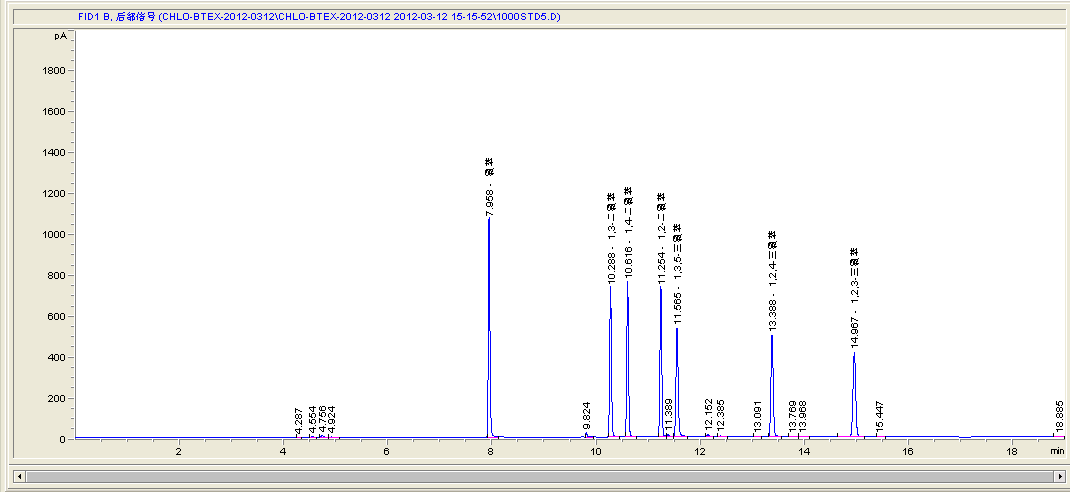 FID1 B, 后部信号 (CHLO-BTEX-2012-0312\CHLO-BTEX-2012-0312 2012-03-12 15-15-52\1000STD5.D)
pA
1800
1600
1400
1200
1000
800
600
400
200
0
4.287
4.554
4.756
4.924
7.958 - 氯苯
9.824
10.288 - 1,3-二氯苯
10.616 - 1,4-二氯苯
11.254 - 1,2-二氯苯
11.389
11.565 - 1,3,5-三氯苯
12.152
12.385
13.091
13.388 - 1,2,4-三氯苯
13.769
13.968
14.967 - 1,2,3-三氯苯
15.447
18.885
2 4 6 8 10 12 14 16 18 min